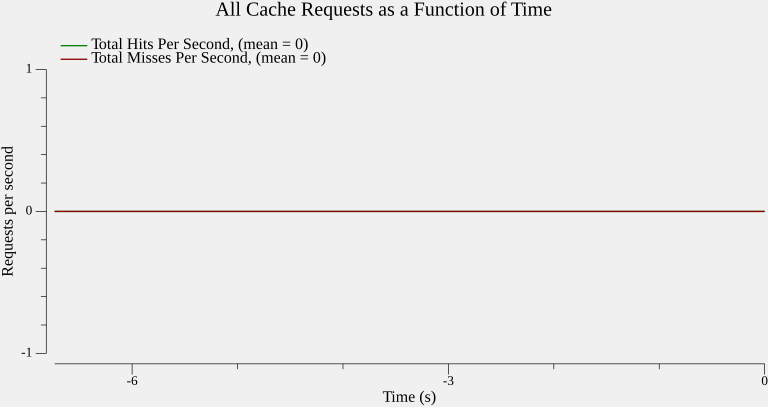 All Cache Requests as a Function of Time
Total Hits Per Second, (mean = 0)
Total Misses Per Second, (mean = 0)
1
0
-1
Requests per second
-6
-3
0
Time (s)